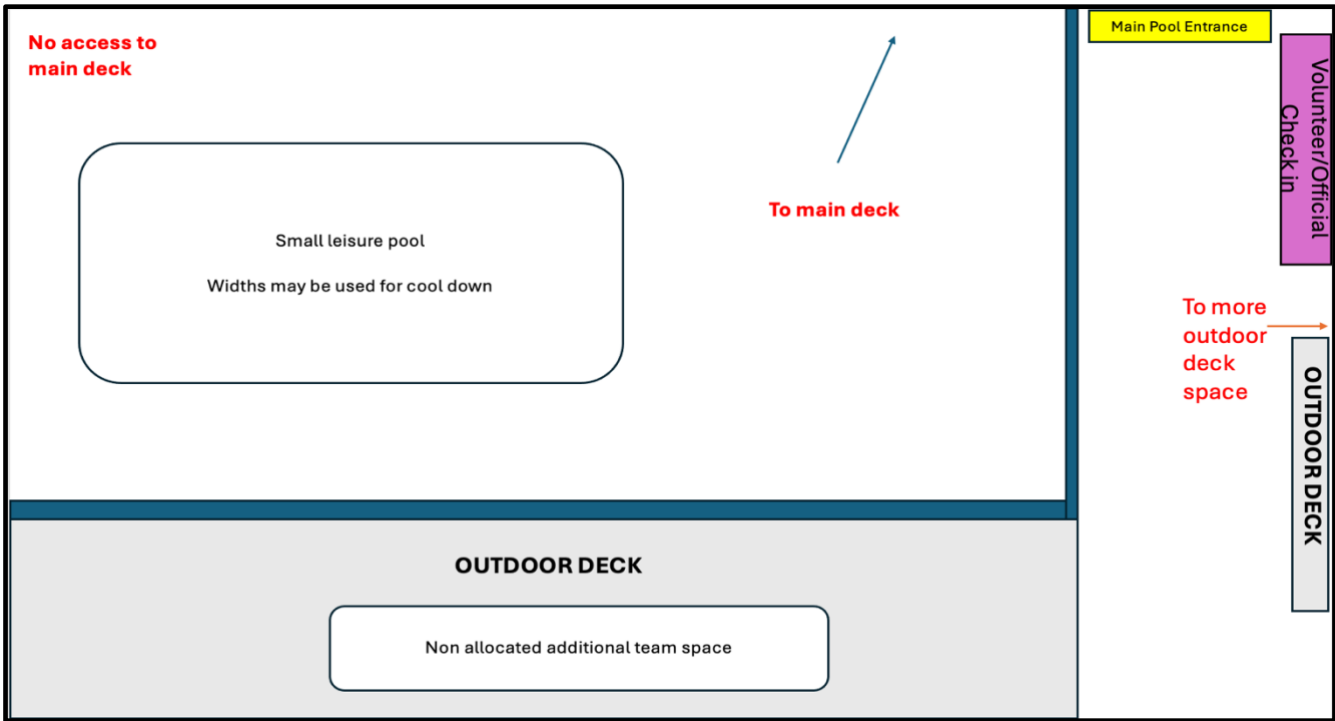 No access to
main deck
Main Pool Entrance
Volunteer/Official
Check in
To main deck
Small leisure pool
Widths may be used for cool down
To more
outdoor
deck
space
OUTDOOR DECK
OUTDOOR DECK
Non allocated additional team space